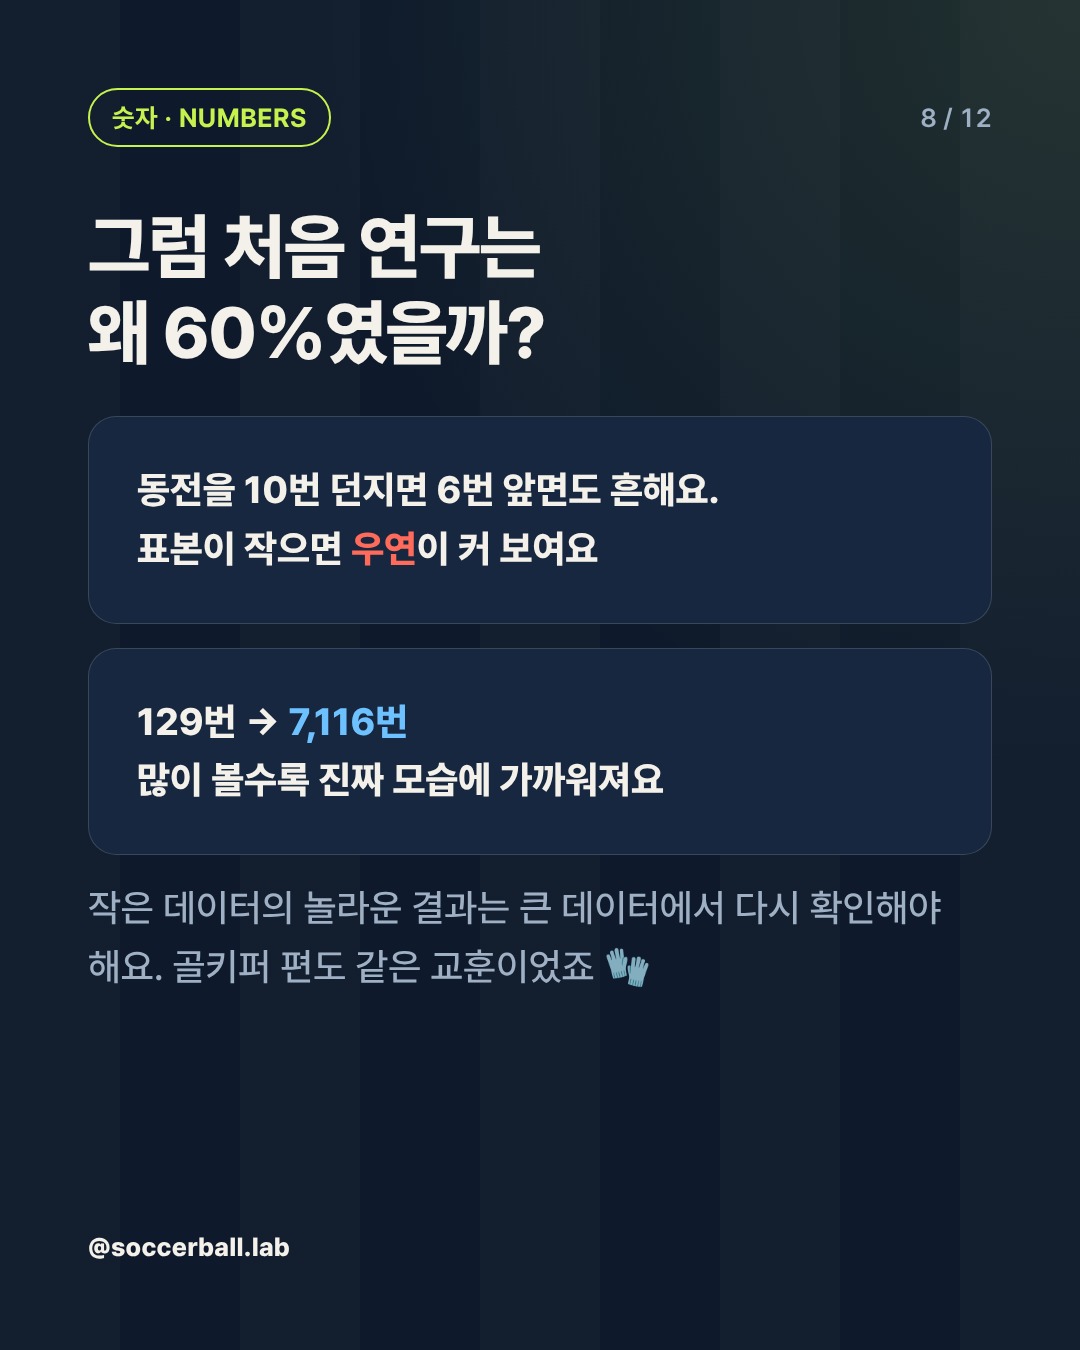 숫자 · NUMBERS
8 / 12
그럼 처음 연구는
왜 60%였을까?
동전을 10번 던지면 6번 앞면도 흔해요.
표본이 작으면 우연이 커 보여요
129번 → 7,116번
많이 볼수록 진짜 모습에 가까워져요
작은 데이터의 놀라운 결과는 큰 데이터에서 다시 확인해야
해요. 골키퍼 편도 같은 교훈이었죠 🧤
@soccerball.lab